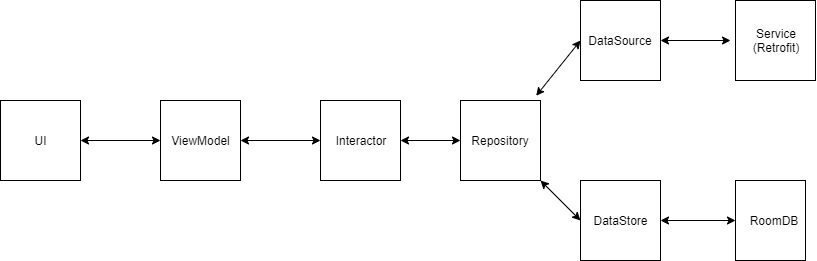 DataSource
Service
(Retrofit)
UI
ViewModel
Interactor
Repository
DataStore
RoomDB